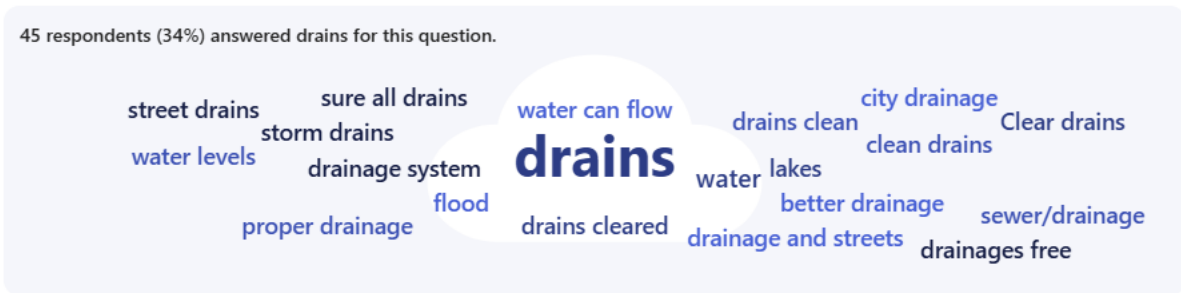 45 respondents (34%) answered drains for this question.
street drains
sure all drains
storm drains
water levels
drainage system
flood
proper drainage
water can flow
drains
drains cleared
water
lakes
city drainage
drains clean
Clear drains
clean drains
better drainage
sewer/drainage
drainage and streets
drainages free